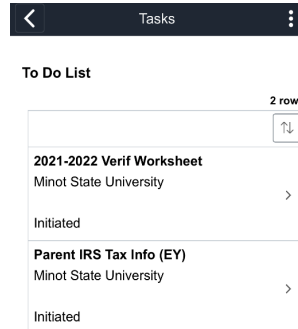 Tasks
To Do List
2 row
2021-2022 Verif Worksheet
Minot State University
Initiated
Parent IRS Tax Info (EY)
Minot State University
Initiated